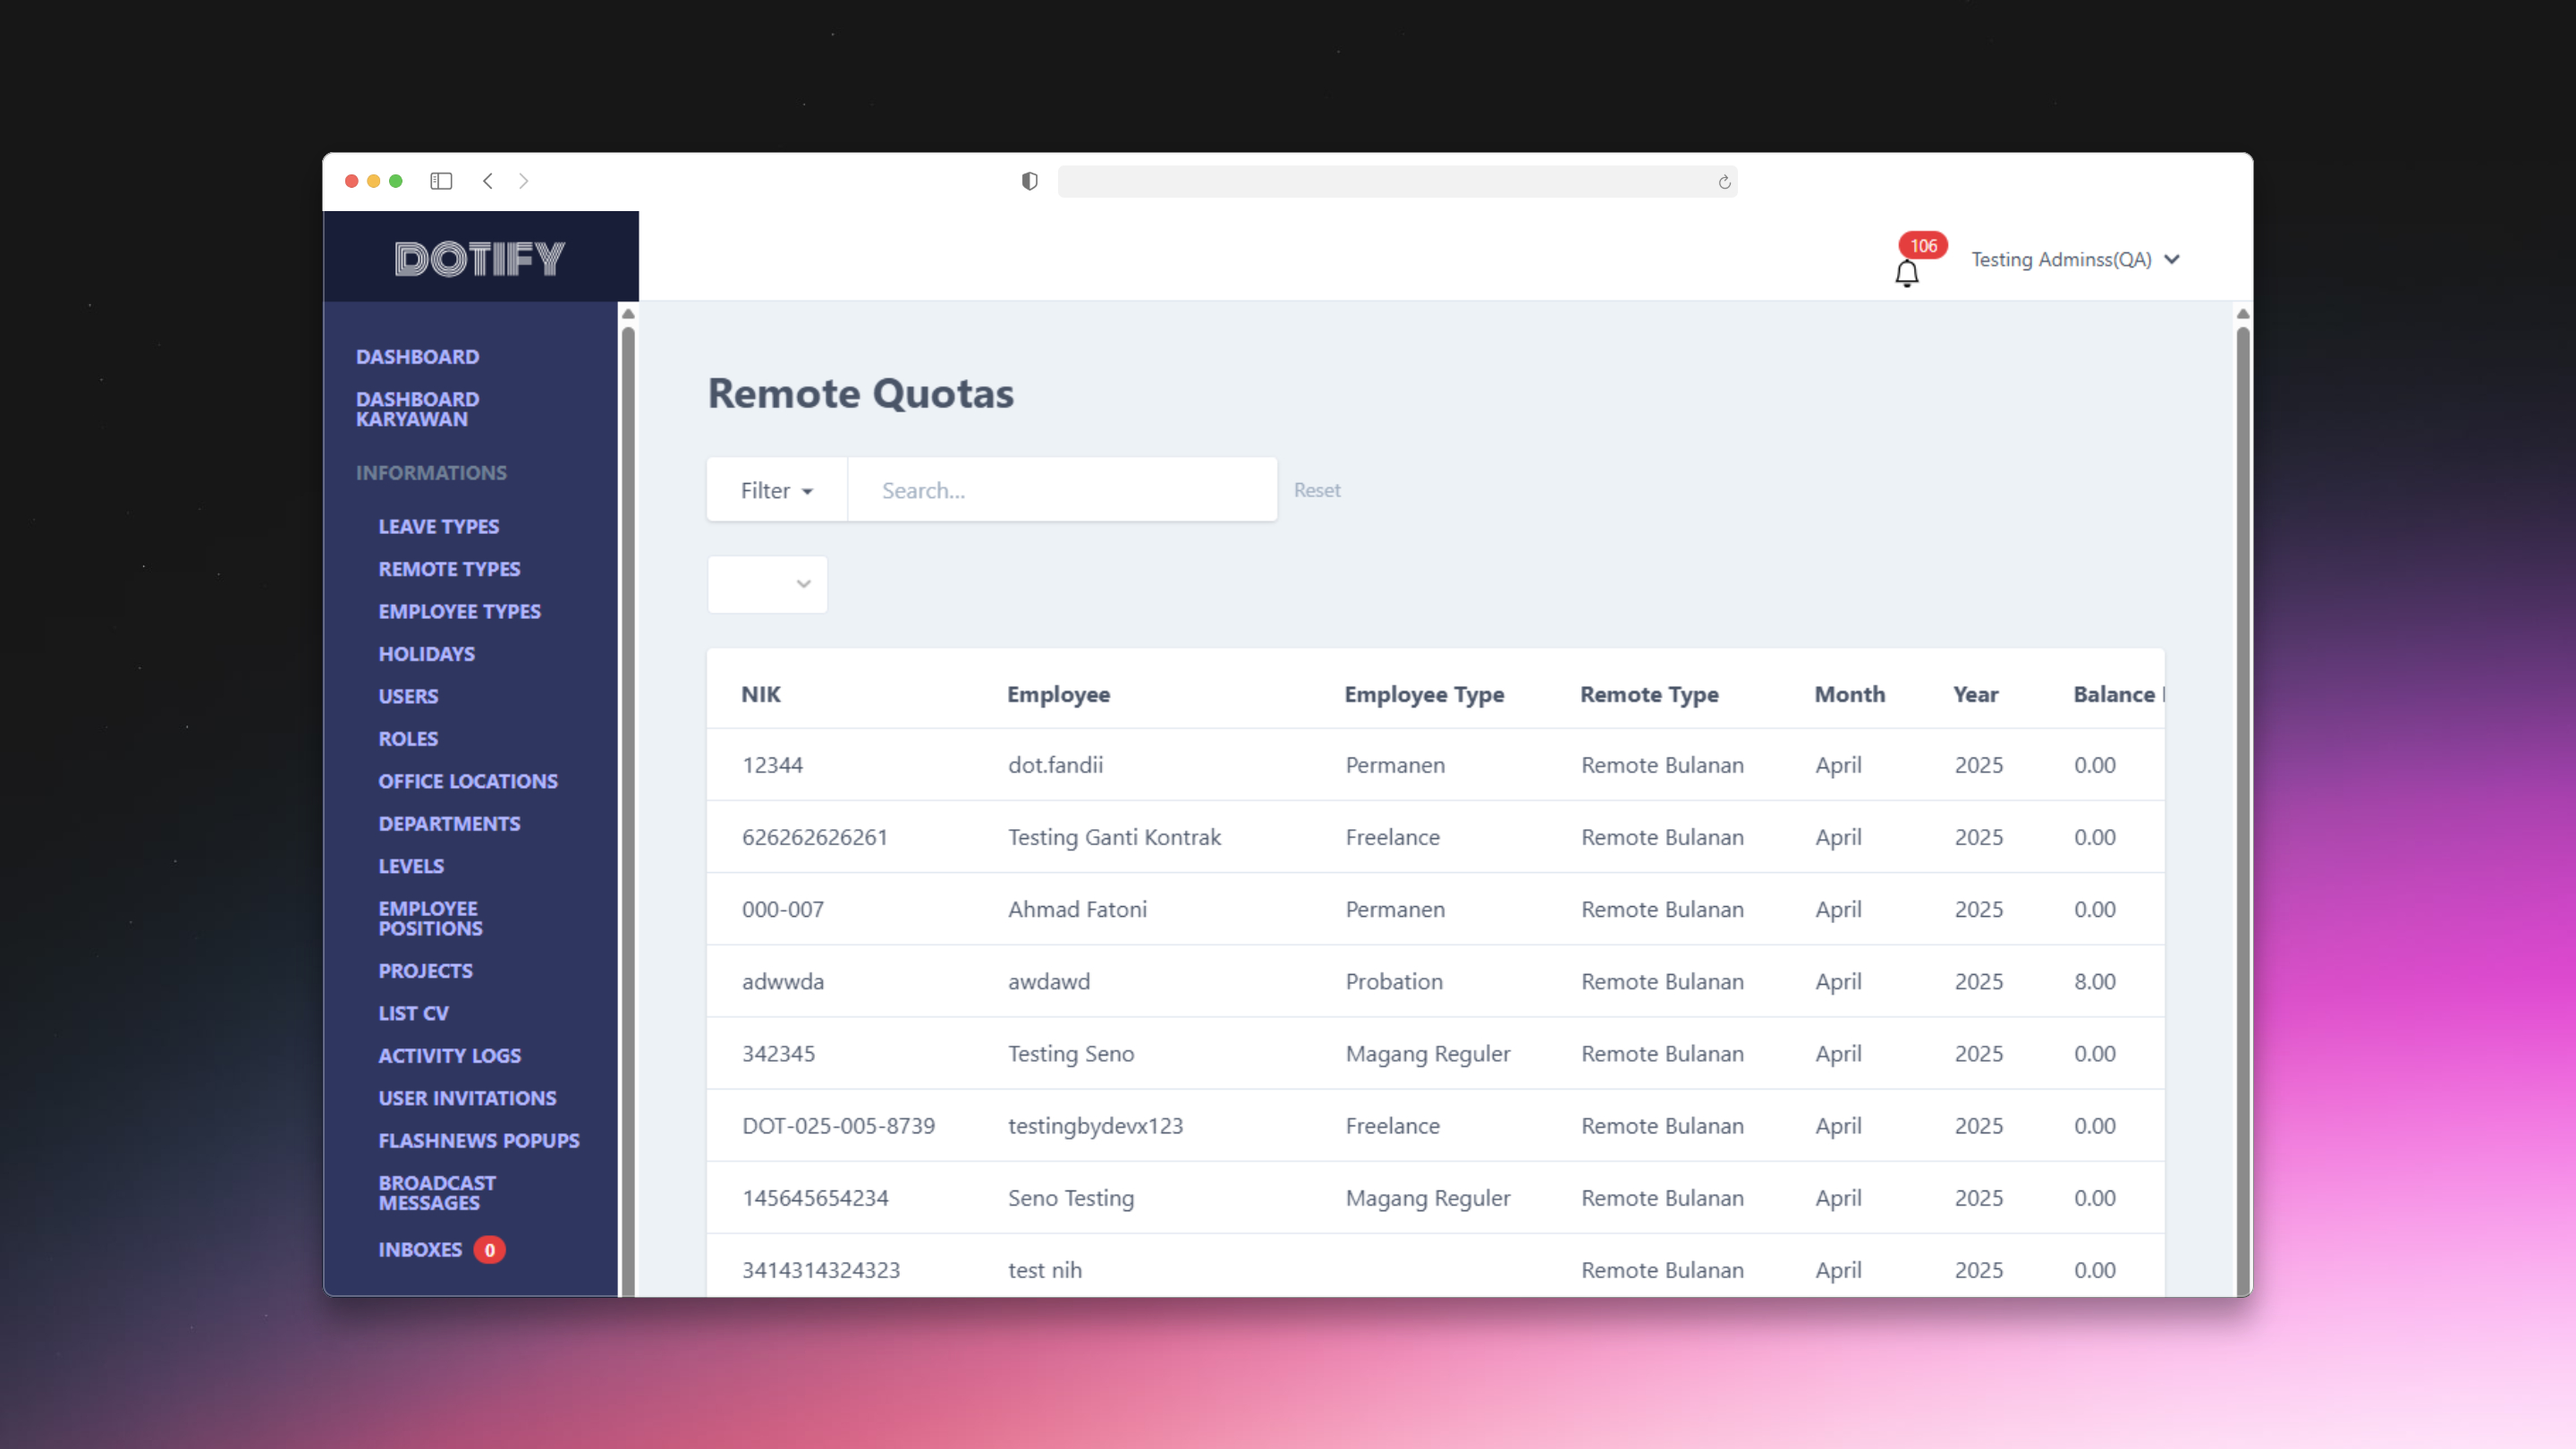 DOTIFY
106
Testing Adminss(QA)
DASHBOARD
DASHBOARD
KARYAWAN
INFORMATIONS
LEAVE TYPES
REMOTE TYPES
EMPLOYEE TYPES
HOLIDAYS
USERS
ROLES
OFFICE LOCATIONS
DEPARTMENTS
LEVELS
EMPLOYEE
POSITIONS
PROJECTS
LIST CV
ACTIVITY LOGS
USER INVITATIONS
FLASHNEWS POPUPS
BROADCAST
MESSAGES
INBOXES 0
Remote Quotas
Filter Search... Reset
NIK Employee Employee Type Remote Type Month Year Balance
12344 dot.fandii Permanen Remote Bulanan April 2025 0.00
626262626261 Testing Ganti Kontrak Freelance Remote Bulanan April 2025 0.00
000-007 Ahmad Fatoni Permanen Remote Bulanan April 2025 0.00
adwwda awdawd Probation Remote Bulanan April 2025 8.00
342345 Testing Seno Magang Reguler Remote Bulanan April 2025 0.00
DOT-025-005-8739 testingbydevx123 Freelance Remote Bulanan April 2025 0.00
145645654234 Seno Testing Magang Reguler Remote Bulanan April 2025 0.00
3414314324323 test nih Remote Bulanan April 2025 0.00